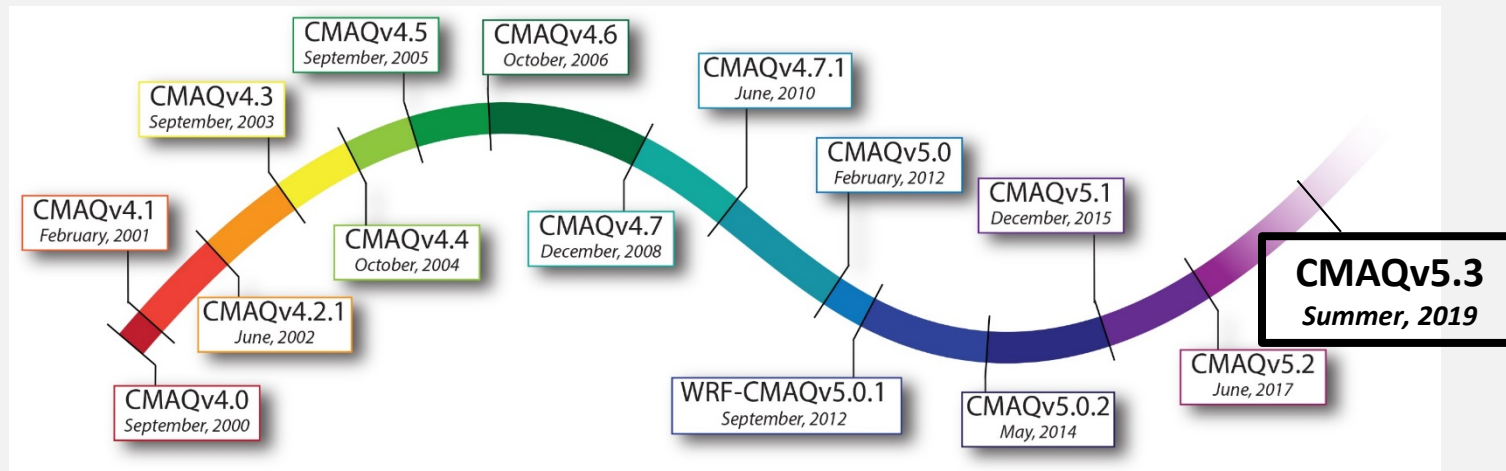 CMAQv4.0
September, 2000
CMAQv4.1
February, 2001
CMAQv4.2.1
June, 2002
CMAQv4.3
September, 2003
CMAQv4.4
October, 2004
CMAQv4.5
September, 2005
CMAQv4.6
October, 2006
CMAQv4.7
December, 2008
CMAQv4.7.1
June, 2010
CMAQv5.0
February, 2012
WRF-CMAQv5.0.1
September, 2012
CMAQv5.0.2
May, 2014
CMAQv5.1
December, 2015
CMAQv5.2
June, 2017
CMAQv5.3
Summer, 2019